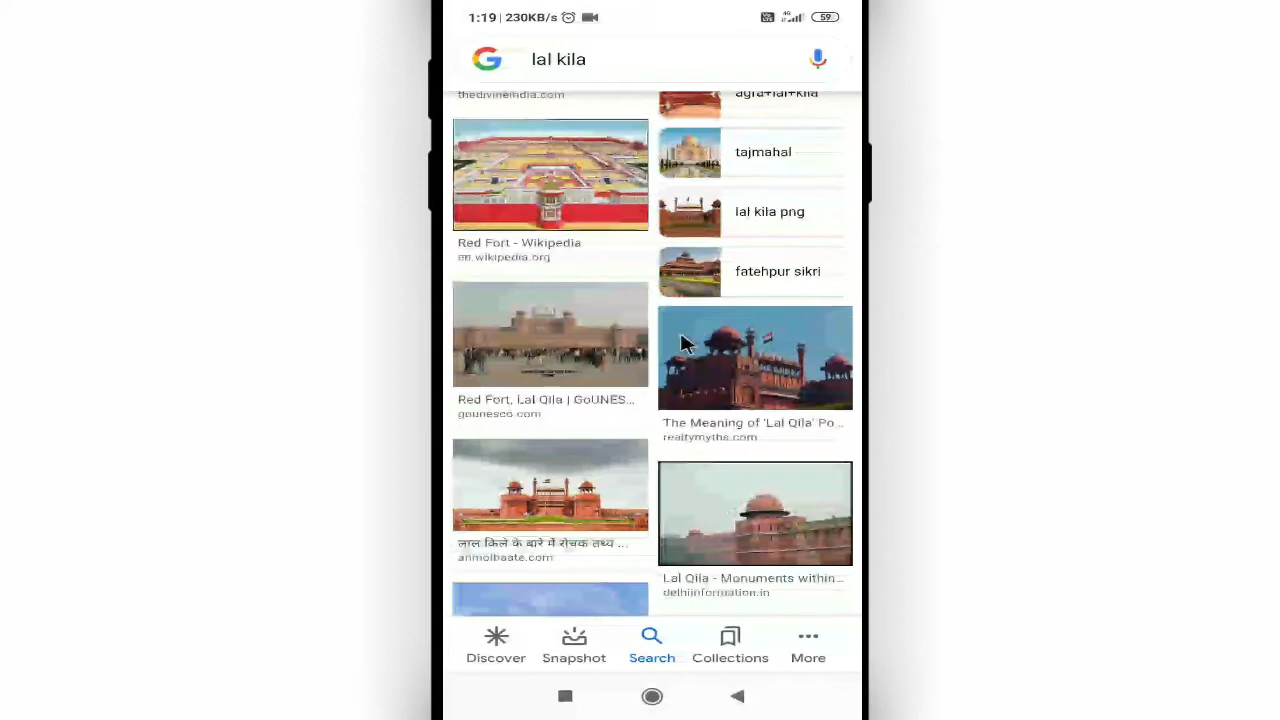 1:19 | 230KB/s
4G
59
lal kila
thedivineindia.com
Red Fort - Wikipedia
en.wikipedia.org
Red Fort, Lal Qila | GoUNES...
gounesco.com
लाल किले के बारे में रोचक तथ्य ...
anmolbaate.com
agra+lal+kila
tajmahal
lal kila png
fatehpur sikri
The Meaning of 'Lal Qila' Po...
realtymyths.com
Lal Qila - Monuments within...
delhiinformation.in
Discover
Snapshot
Search
Collections
More